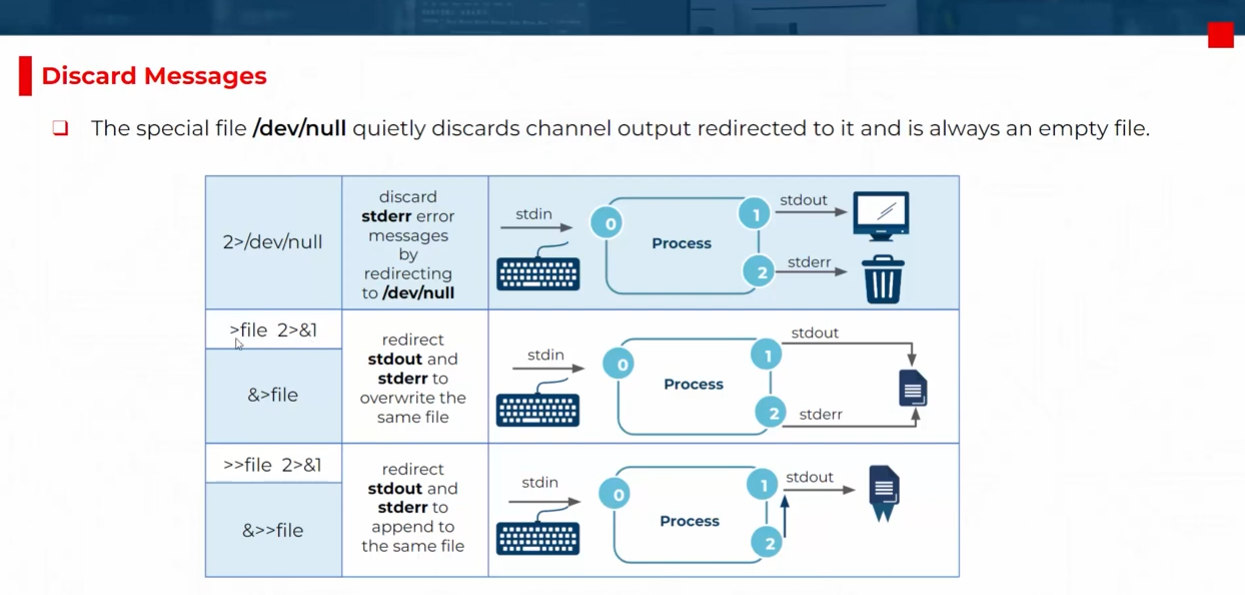 Discard Messages
❑ The special file /dev/null quietly discards channel output redirected to it and is always an empty file.
2>/dev/null
discard
stderr error
messages
by
redirecting
to /dev/null
stdin
0
Process
1
2
stdout
stderr
>file 2>&1
&>file
redirect
stdout and
stderr to
overwrite the
same file
stdin
0
Process
1
2
stdout
stderr
>>file 2>&1
&>>file
redirect
stdout and
stderr to
append to
the same file
stdin
0
Process
1
2
stdout